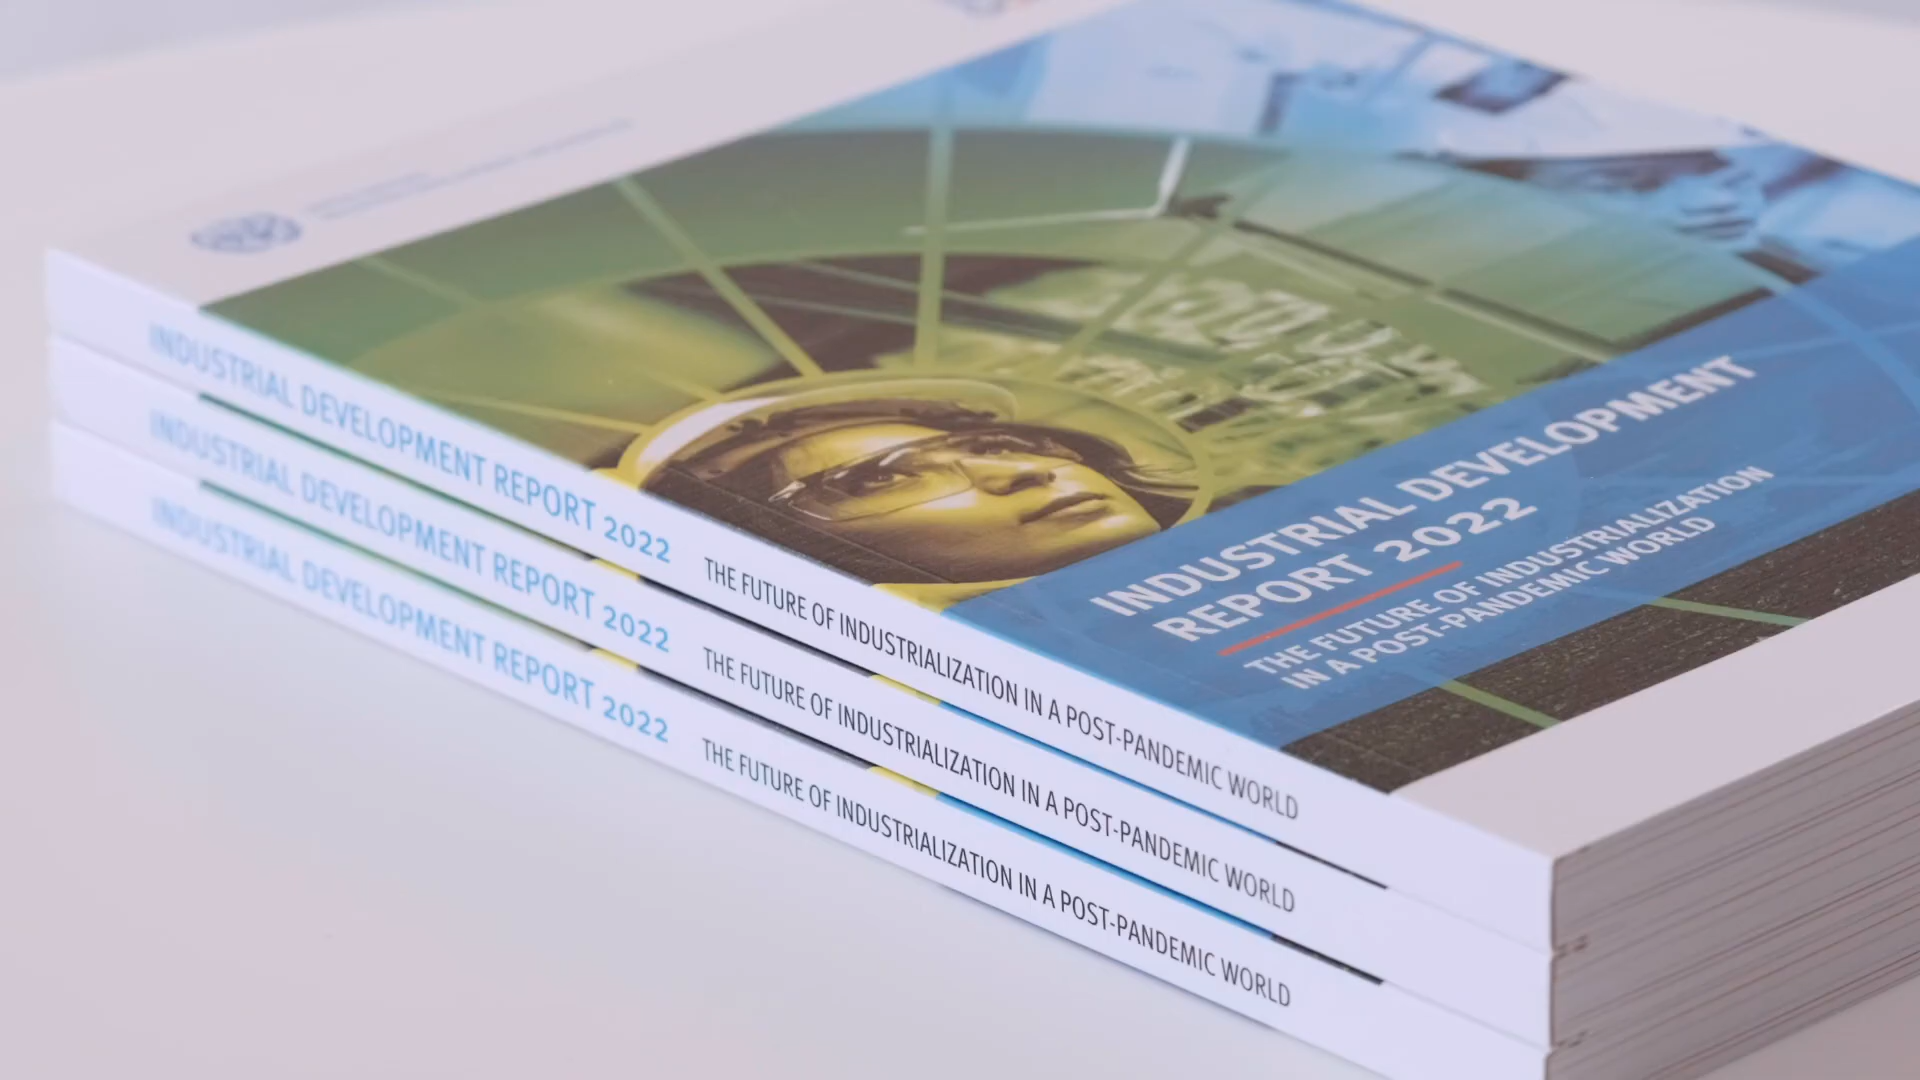 INDUSTRIAL DEVELOPMENT
REPORT 2022
THE FUTURE OF INDUSTRIALIZATION
IN A POST-PANDEMIC WORLD
INDUSTRIAL DEVELOPMENT REPORT 2022 THE FUTURE OF INDUSTRIALIZATION IN A POST-PANDEMIC WORLD
INDUSTRIAL DEVELOPMENT REPORT 2022 THE FUTURE OF INDUSTRIALIZATION IN A POST-PANDEMIC WORLD
INDUSTRIAL DEVELOPMENT REPORT 2022 THE FUTURE OF INDUSTRIALIZATION IN A POST-PANDEMIC WORLD